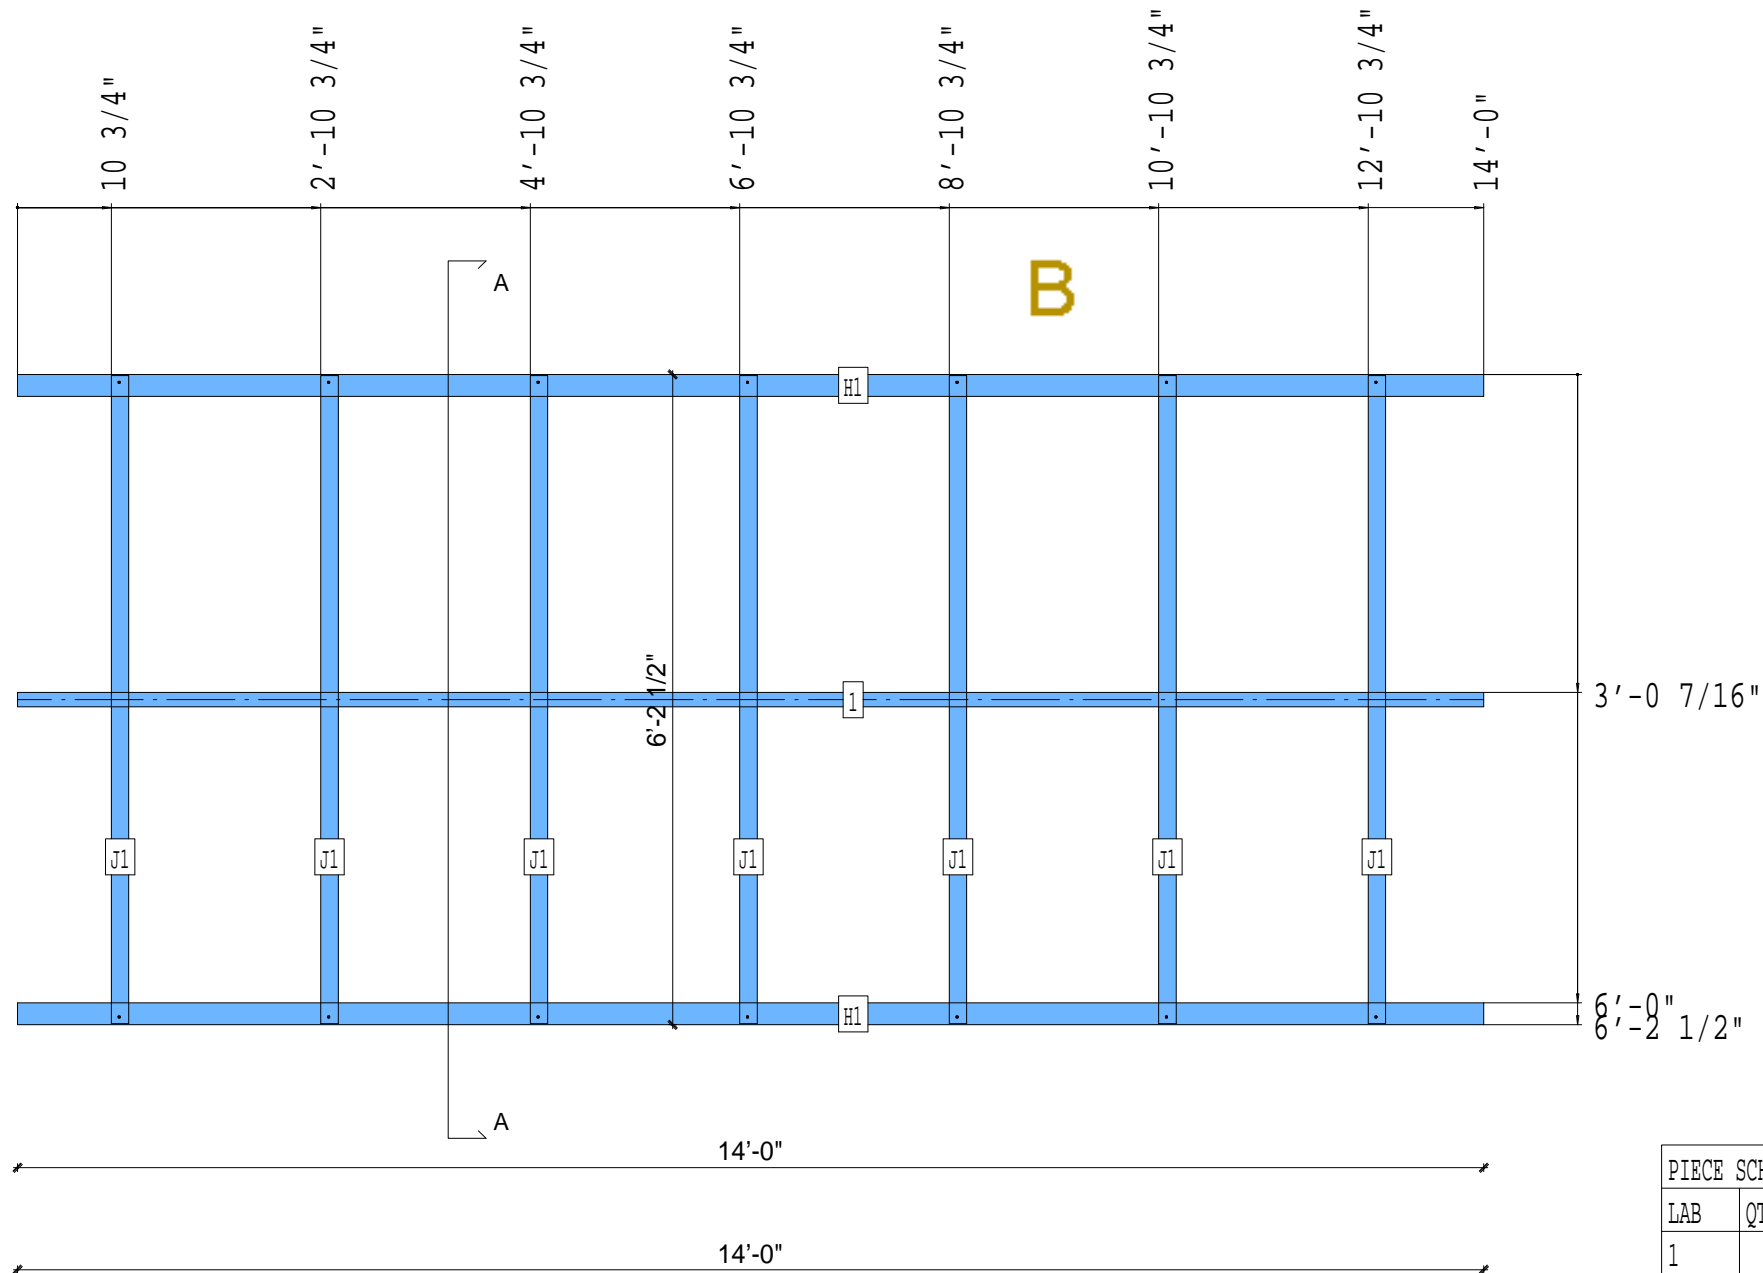 10 3/4"
2'-10 3/4"
4'-10 3/4"
6'-10 3/4"
8'-10 3/4"
10'-10 3/4"
12'-10 3/4"
14'-0"
A
B
H1
6'-2 1/2"
1
3'-0 7/16"
J1 J1 J1 J1 J1 J1 J1
H1
6'-0"
6'-2 1/2"
A
14'-0"
14'-0"
PIECE SCH
LAB QT
1